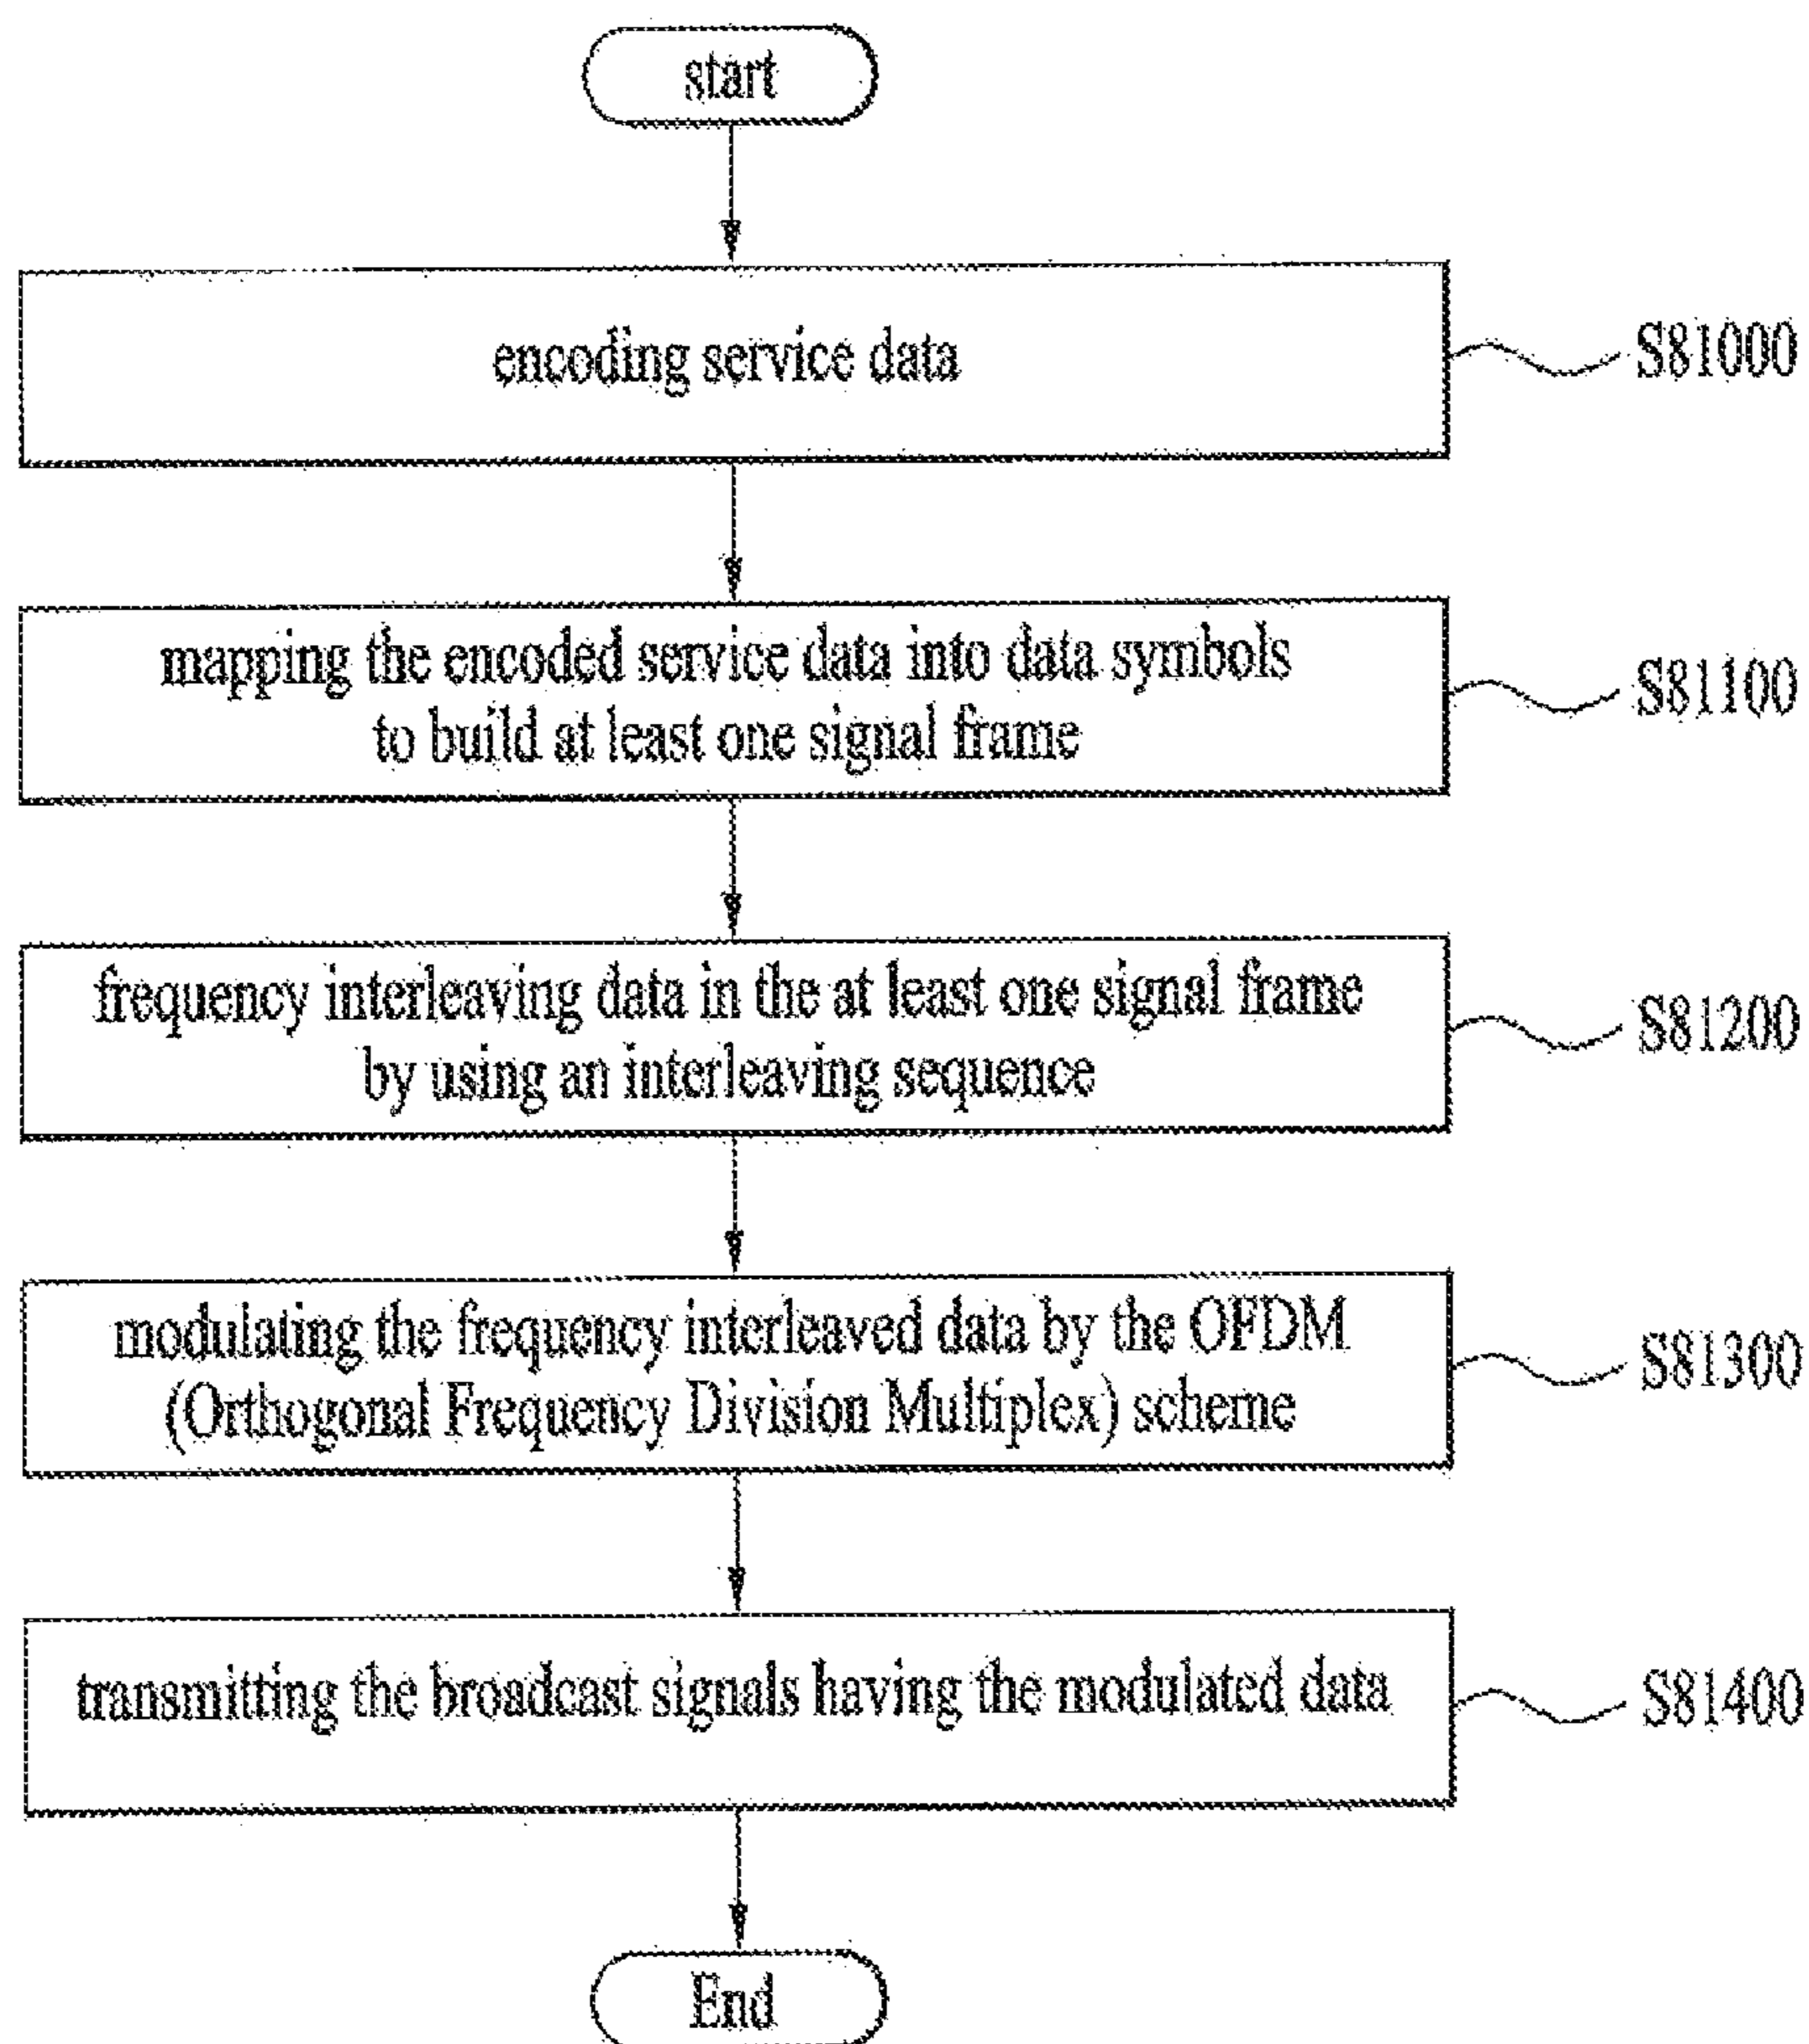 start
encoding service data
S81000
mapping the encoded service data into data symbols
to build at least one signal frame
S81100
frequency interleaving data in the at least one signal frame
by using an interleaving sequence
S81200
modulating the frequency interleaved data by the OFDM
(Orthogonal Frequency Division Multiplex) scheme
S81300
transmitting the broadcast signals having the modulated data
S81400
End